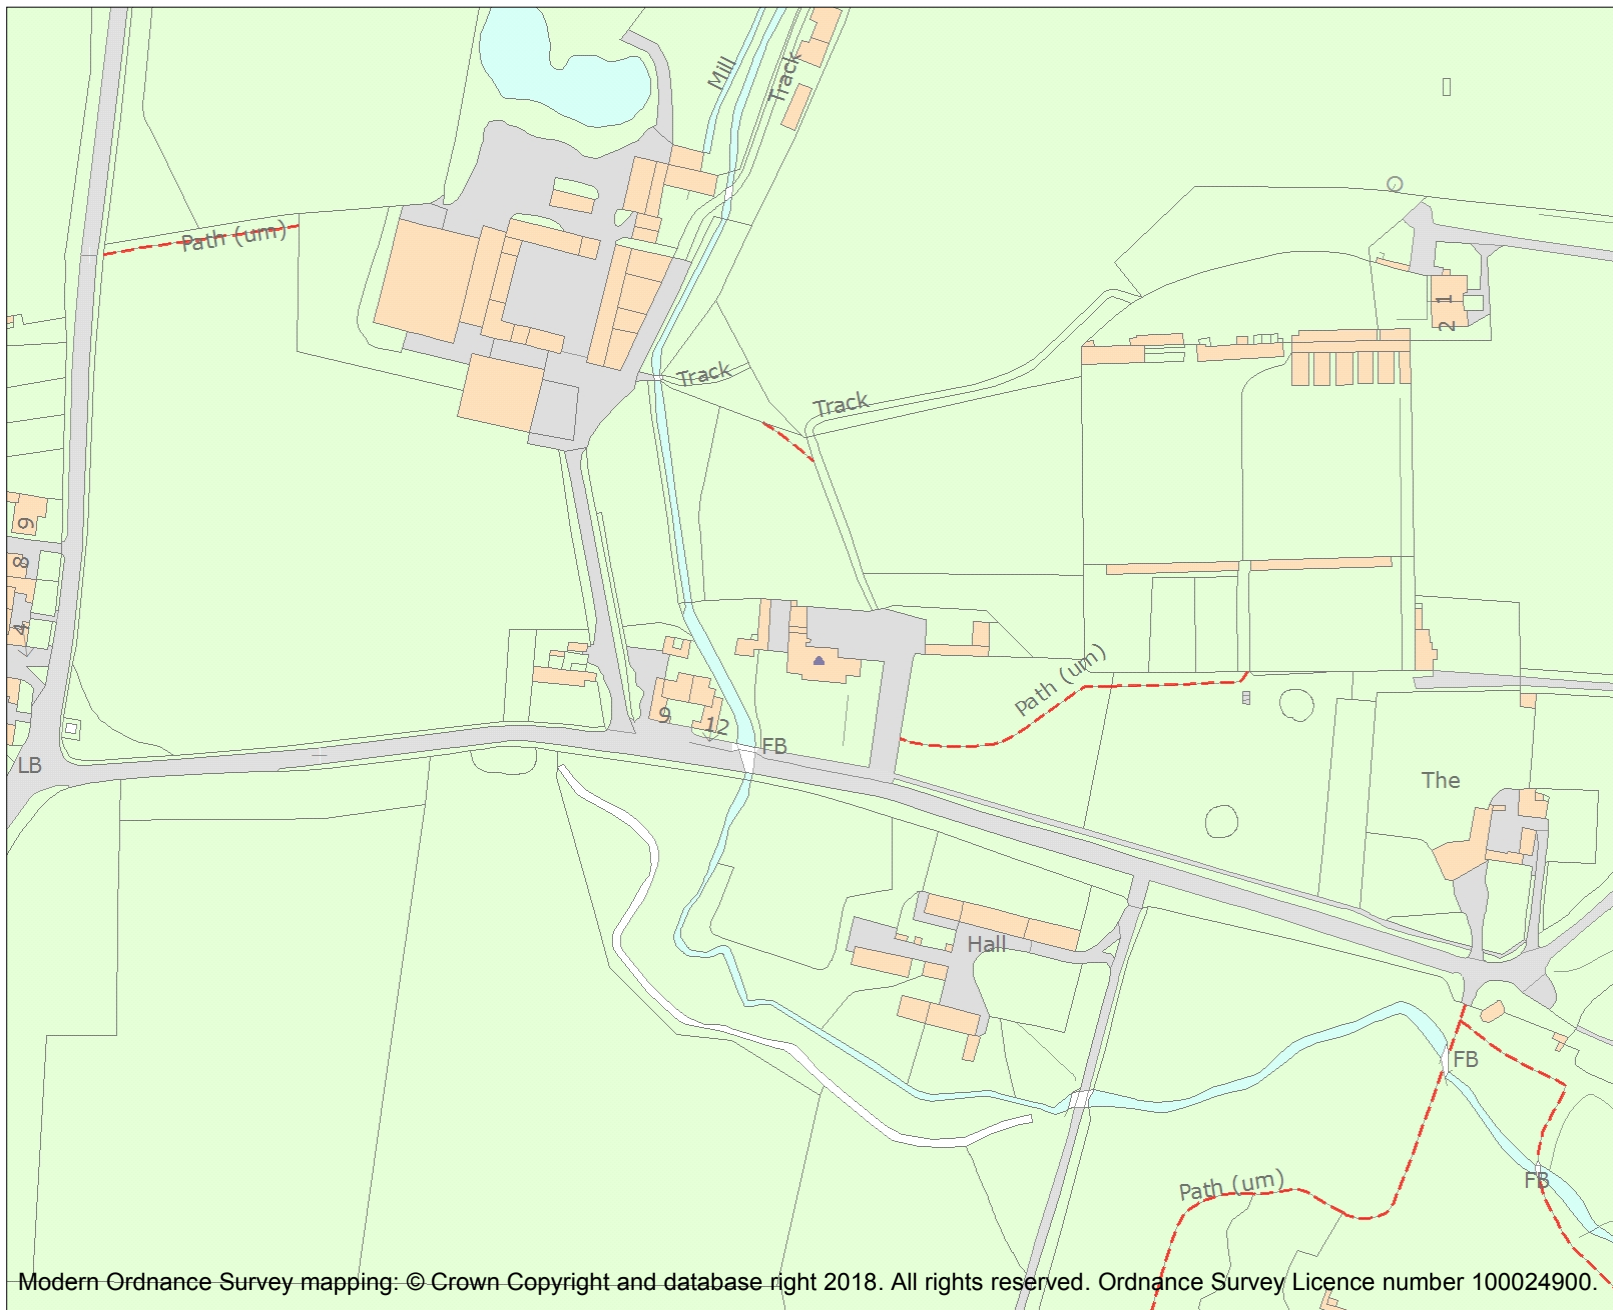 Mill
Track
Path (um)
1
2
Track
Track
9
8
4
Path (um)
9
12
FB
LB
The
Hall
FB
Path (um)
FB
Modern Ordnance Survey mapping: © Crown Copyright and database right 2018. All rights reserved. Ordnance Survey Licence number 100024900.